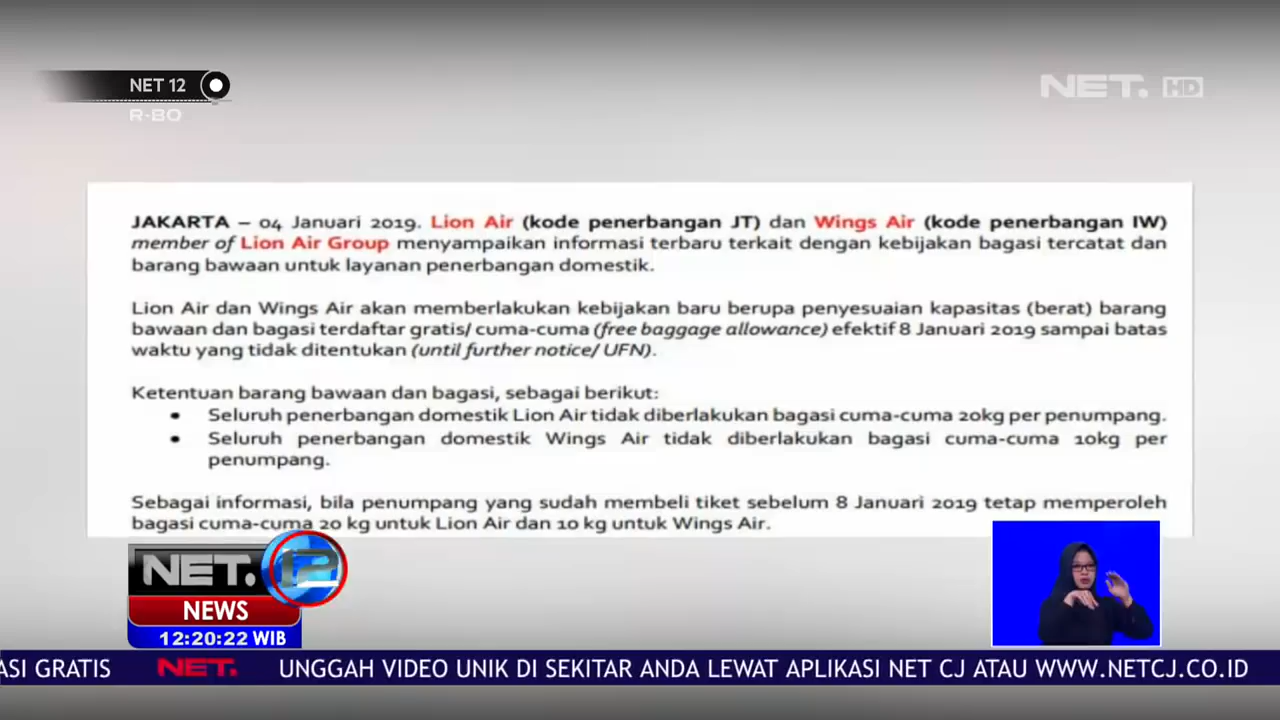 NET 12
R-BO
NET. HD
JAKARTA – 04 Januari 2019. Lion Air (kode penerbangan JT) dan Wings Air (kode penerbangan IW)
member of Lion Air Group menyampaikan informasi terbaru terkait dengan kebijakan bagasi tercatat dan
barang bawaan untuk layanan penerbangan domestik.
Lion Air dan Wings Air akan memberlakukan kebijakan baru berupa penyesuaian kapasitas (berat) barang
bawaan dan bagasi terdaftar gratis/ cuma-cuma (free baggage allowance) efektif 8 Januari 2019 sampai batas
waktu yang tidak ditentukan (until further notice/ UFN).
Ketentuan barang bawaan dan bagasi, sebagai berikut:
• Seluruh penerbangan domestik Lion Air tidak diberlakukan bagasi cuma-cuma 20kg per penumpang.
• Seluruh penerbangan domestik Wings Air tidak diberlakukan bagasi cuma-cuma 10kg per
penumpang.
Sebagai informasi, bila penumpang yang sudah membeli tiket sebelum 8 Januari 2019 tetap memperoleh
bagasi cuma-cuma 20 kg untuk Lion Air dan 10 kg untuk Wings Air.
NET. 12
NEWS
12:20:22 WIB
ASI GRATIS NET. UNGGAH VIDEO UNIK DI SEKITAR ANDA LEWAT APLIKASI NET CJ ATAU WWW.NETCJ.CO.ID